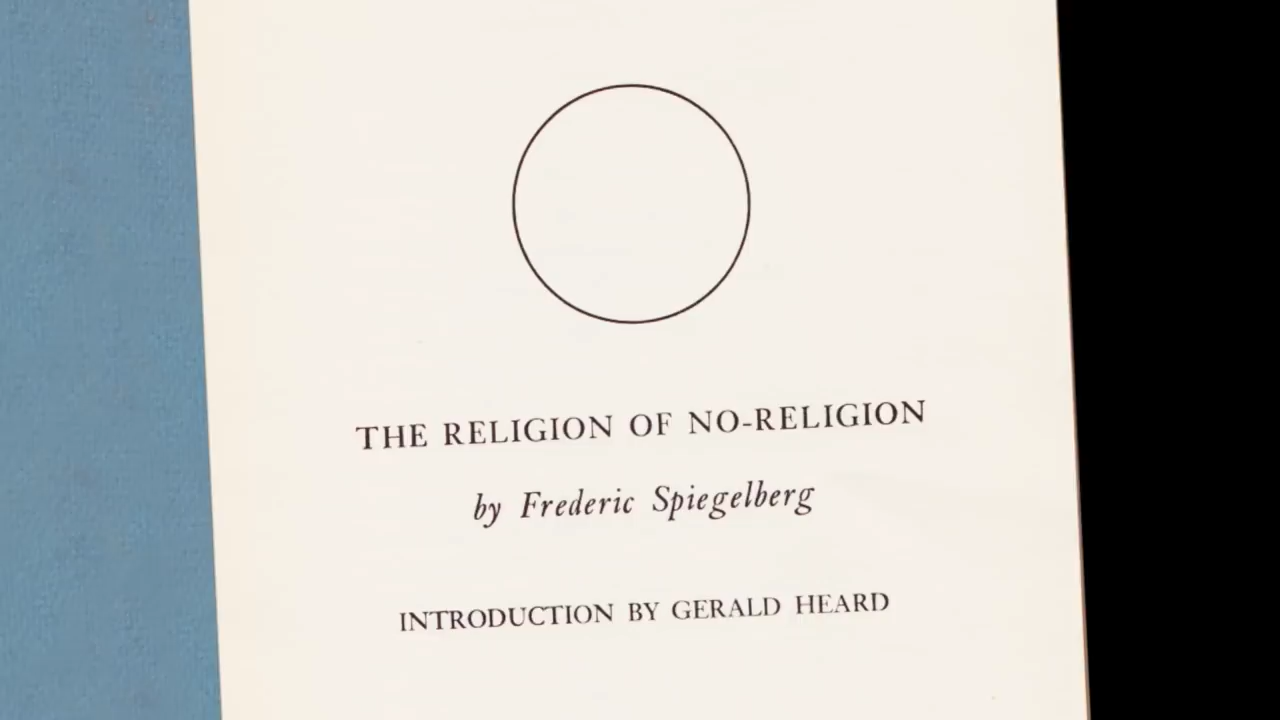 THE RELIGION OF NO-RELIGION
by Frederic Spiegelberg
INTRODUCTION BY GERALD HEARD